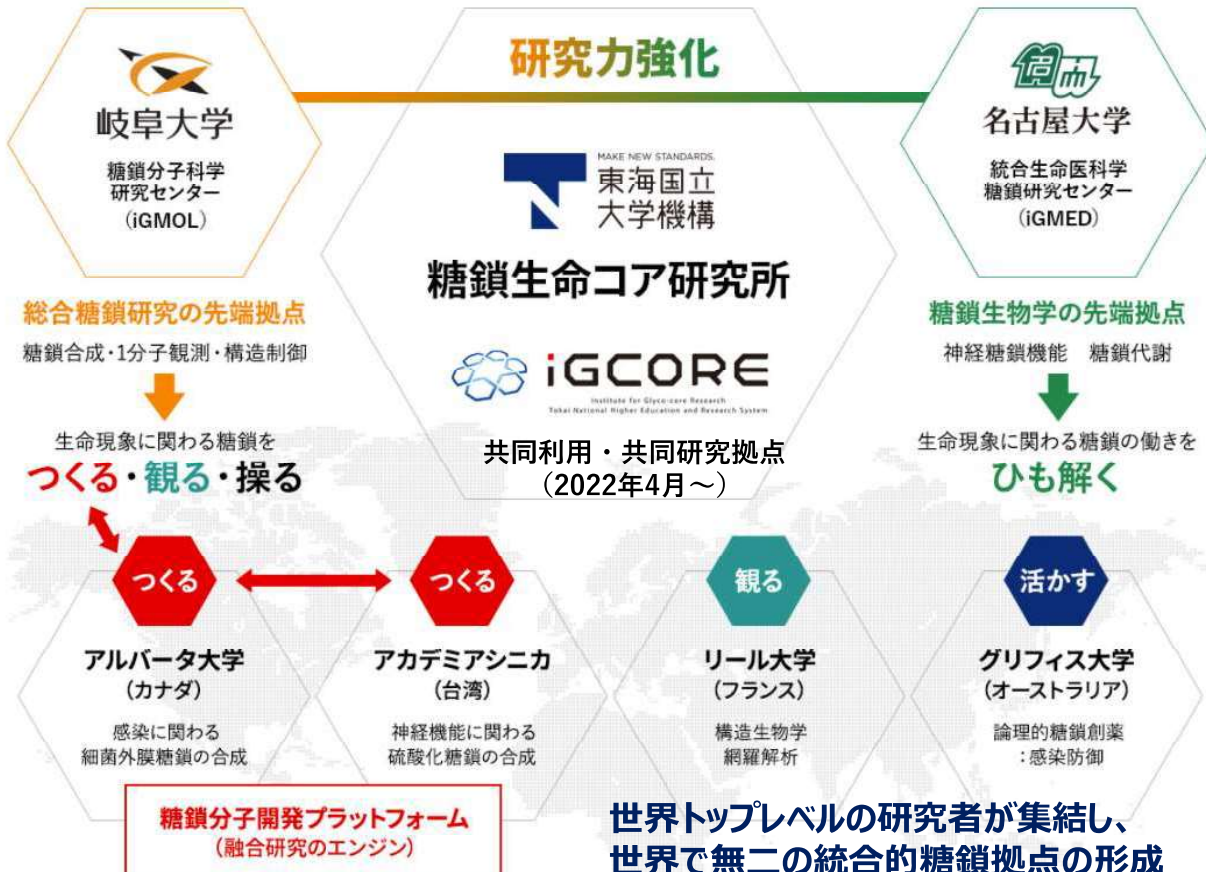 研究力強化
岐阜大学
糖鎖分子科学
研究センター
(iGMOL)
総合糖鎖研究の先端拠点
糖鎖合成・1分子観測・構造制御
生命現象に関わる糖鎖を
つくる・観る・操る
MAKE NEW STANDARDS.
東海国立
大学機構
糖鎖生命コア研究所
iGCORE
Institute for Glyco-core Research
Tokai National Higher Education and Research System
共同利用・共同研究拠点
(2022年4月～)
名古屋大学
統合生命医科学
糖鎖研究センター
(iGMED)
糖鎖生物学の先端拠点
神経糖鎖機能 糖鎖代謝
生命現象に関わる糖鎖の働きを
ひも解く
つくる
アルバータ大学
(カナダ)
感染に関わる
細菌外膜糖鎖の合成
つくる
アカデミアシニカ
(台湾)
神経機能に関わる
硫酸化糖鎖の合成
観る
リール大学
(フランス)
構造生物学
網羅解析
活かす
グリフィス大学
(オーストラリア)
論理的糖鎖創薬
:感染防御
糖鎖分子開発プラットフォーム
(融合研究のエンジン)
世界トップレベルの研究者が集結し、
世界で無二の統合的糖鎖拠点の形成